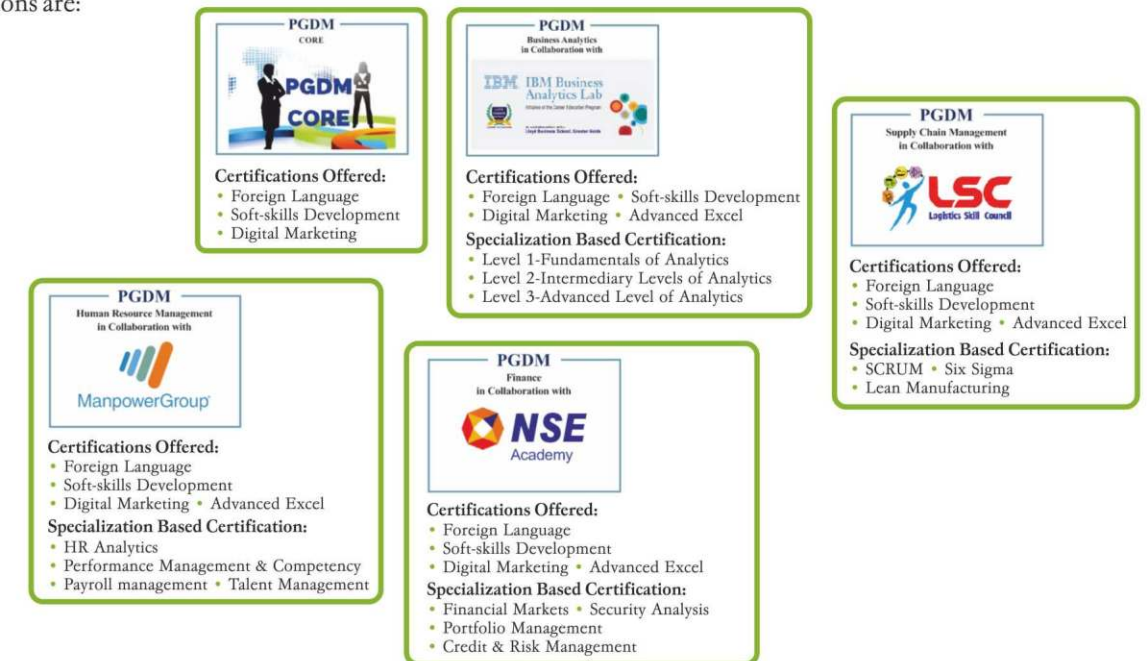 ons are:
PGDM
CORE
PGDM
CORE
Certifications Offered:
• Foreign Language
• Soft-skills Development
• Digital Marketing
PGDM
Business Analytics
in Collaboration with
IBM IBM Business
Analytics Lab
Certifications Offered:
• Foreign Language • Soft-skills Development
• Digital Marketing • Advanced Excel
Specialization Based Certification:
• Level 1-Fundamentals of Analytics
• Level 2-Intermediary Levels of Analytics
• Level 3-Advanced Level of Analytics
PGDM
Supply Chain Management
in Collaboration with
LSC
Logistics Skill Council
Certifications Offered:
• Foreign Language
• Soft-skills Development
• Digital Marketing • Advanced Excel
Specialization Based Certification:
• SCRUM • Six Sigma
• Lean Manufacturing
PGDM
Human Resource Management
in Collaboration with
ManpowerGroup
Certifications Offered:
• Foreign Language
• Soft-skills Development
• Digital Marketing • Advanced Excel
Specialization Based Certification:
• HR Analytics
• Performance Management & Competency
• Payroll management • Talent Management
PGDM
Finance
in Collaboration with
NSE
Academy
Certifications Offered:
• Foreign Language
• Soft-skills Development
• Digital Marketing • Advanced Excel
Specialization Based Certification:
• Financial Markets • Security Analysis
• Portfolio Management
• Credit & Risk Management